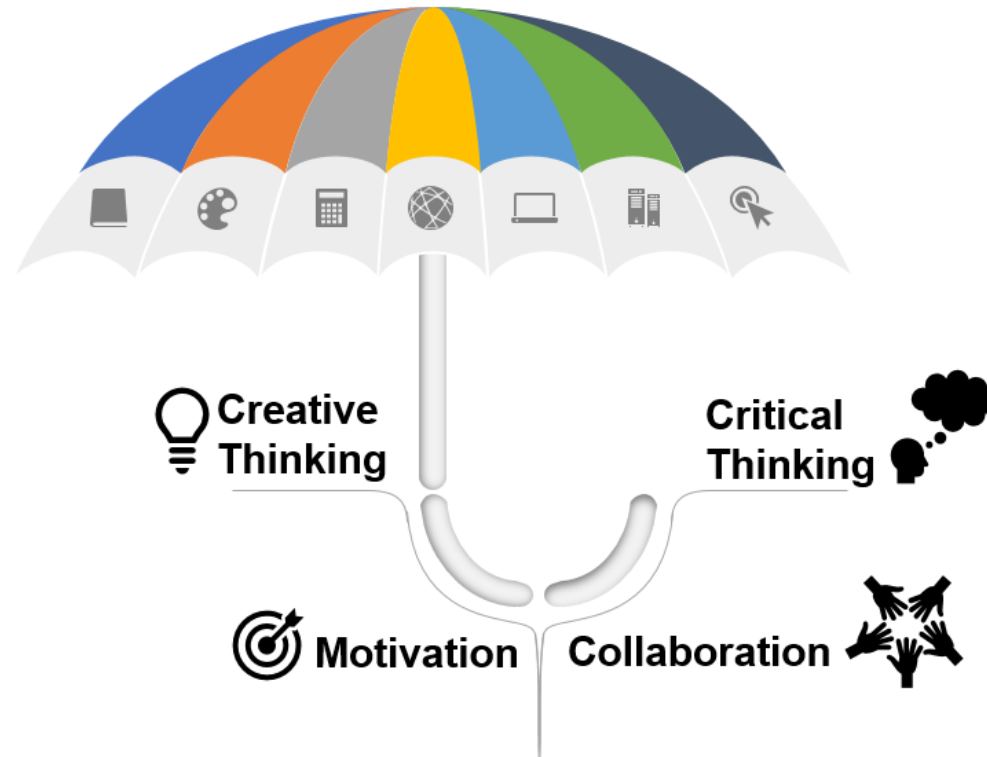 Creative
Thinking
Critical
Thinking
Motivation
Collaboration